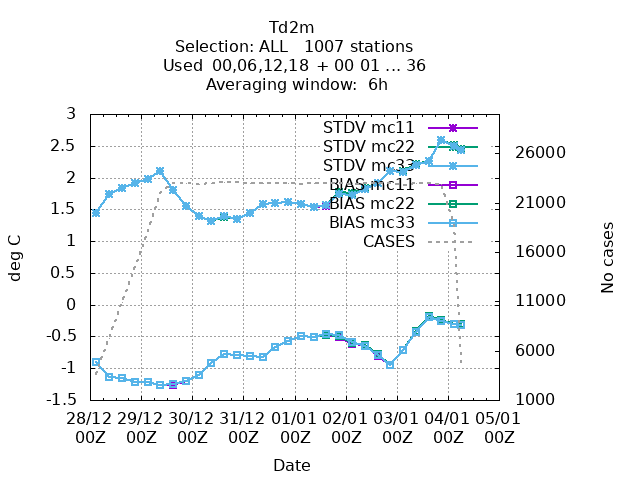 Td2m
Selection: ALL   1007 stations
Used  00,06,12,18 + 00 01 ... 36
Averaging window:  6h
STDV mc11
STDV mc22
STDV mc33
BIAS mc11
BIAS mc22
BIAS mc33
CASES
deg C
3
2.5
2
1.5
1
0.5
0
-0.5
-1
-1.5
26000
21000
16000
11000
6000
1000
No cases
28/12 29/12 30/12 31/12 01/01 02/01 03/01 04/01 05/01
00Z 00Z 00Z 00Z 00Z 00Z 00Z 00Z 00Z
Date